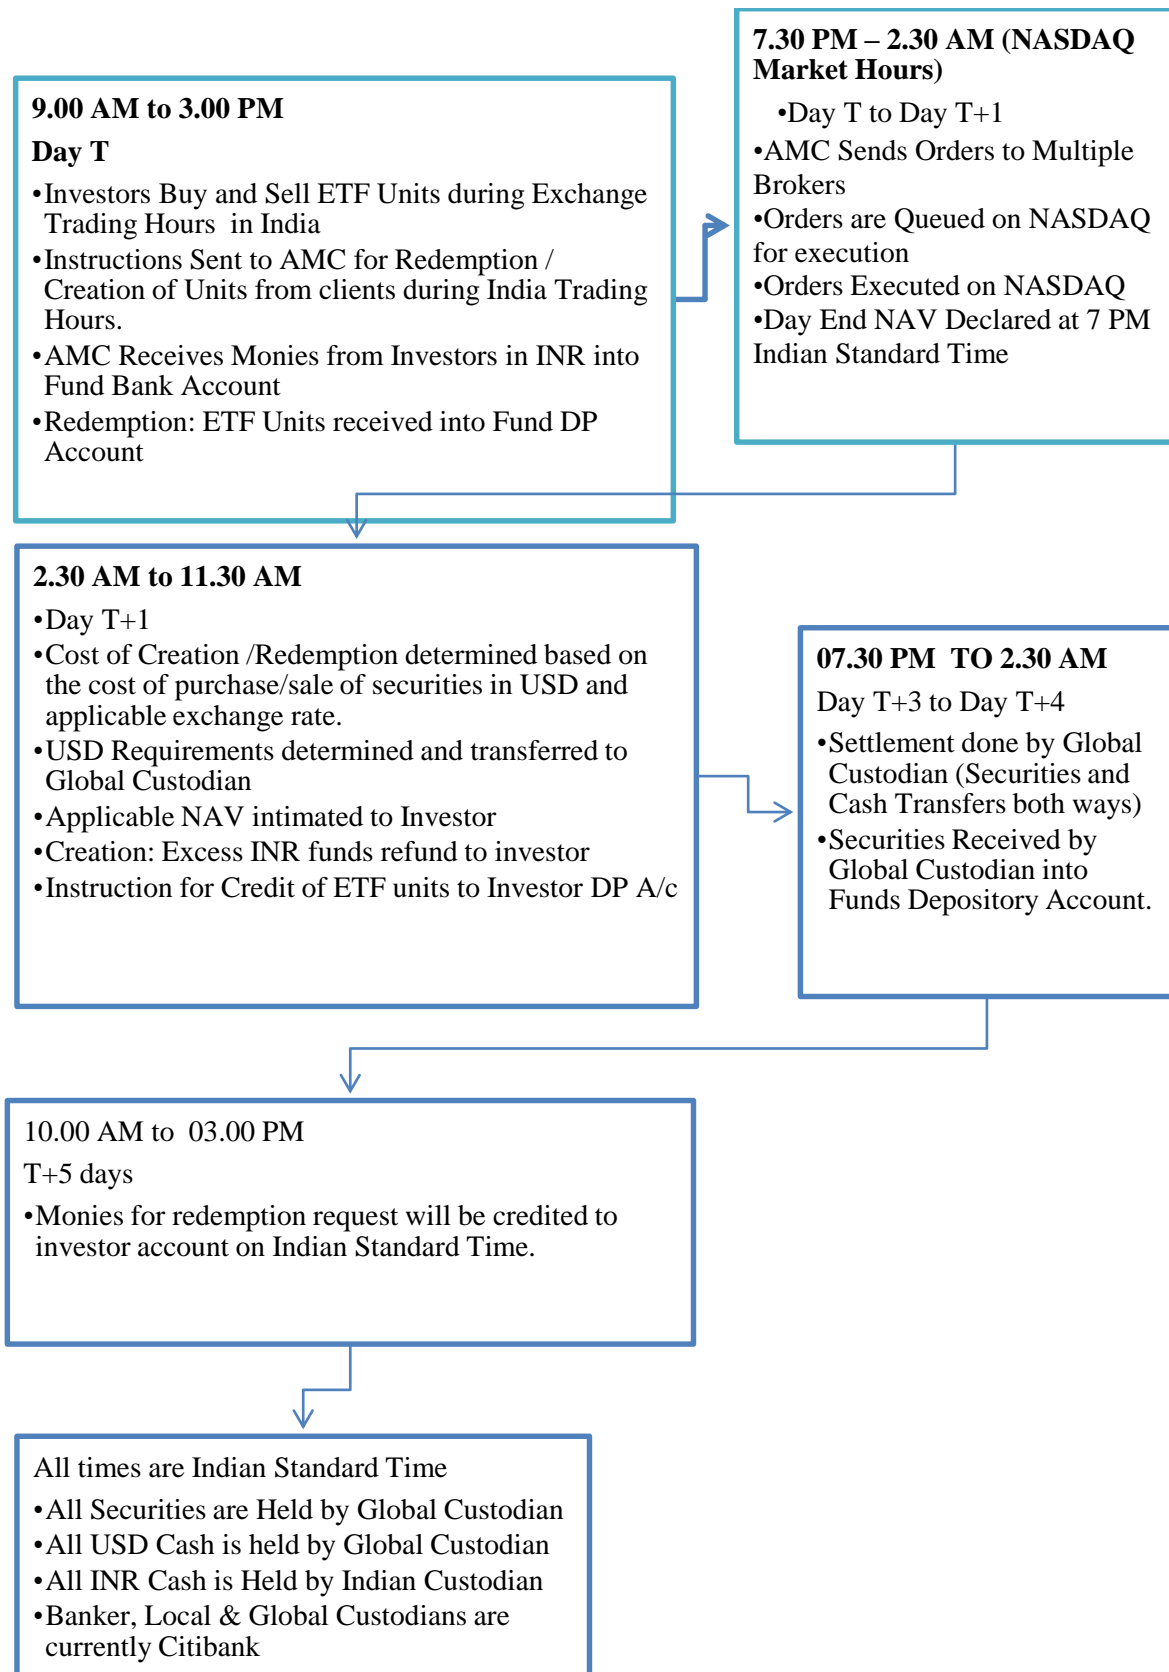 9.00 AM to 3.00 PM
Day T
•Investors Buy and Sell ETF Units during Exchange
Trading Hours in India
•Instructions Sent to AMC for Redemption /
Creation of Units from clients during India Trading
Hours.
•AMC Receives Monies from Investors in INR into
Fund Bank Account
•Redemption: ETF Units received into Fund DP
Account
7.30 PM – 2.30 AM (NASDAQ
Market Hours)
•Day T to Day T+1
•AMC Sends Orders to Multiple
Brokers
•Orders are Queued on NASDAQ
for execution
•Orders Executed on NASDAQ
•Day End NAV Declared at 7 PM
Indian Standard Time
2.30 AM to 11.30 AM
•Day T+1
•Cost of Creation /Redemption determined based on
the cost of purchase/sale of securities in USD and
applicable exchange rate.
•USD Requirements determined and transferred to
Global Custodian
•Applicable NAV intimated to Investor
•Creation: Excess INR funds refund to investor
•Instruction for Credit of ETF units to Investor DP A/c
07.30 PM TO 2.30 AM
Day T+3 to Day T+4
•Settlement done by Global
Custodian (Securities and
Cash Transfers both ways)
•Securities Received by
Global Custodian into
Funds Depository Account.
10.00 AM to 03.00 PM
T+5 days
•Monies for redemption request will be credited to
investor account on Indian Standard Time.
All times are Indian Standard Time
•All Securities are Held by Global Custodian
•All USD Cash is held by Global Custodian
•All INR Cash is Held by Indian Custodian
•Banker, Local & Global Custodians are
currently Citibank